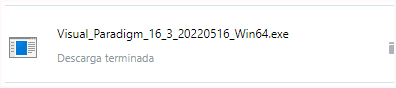 Visual_Paradigm_16_3_20220516_Win64.exe
Descarga terminada